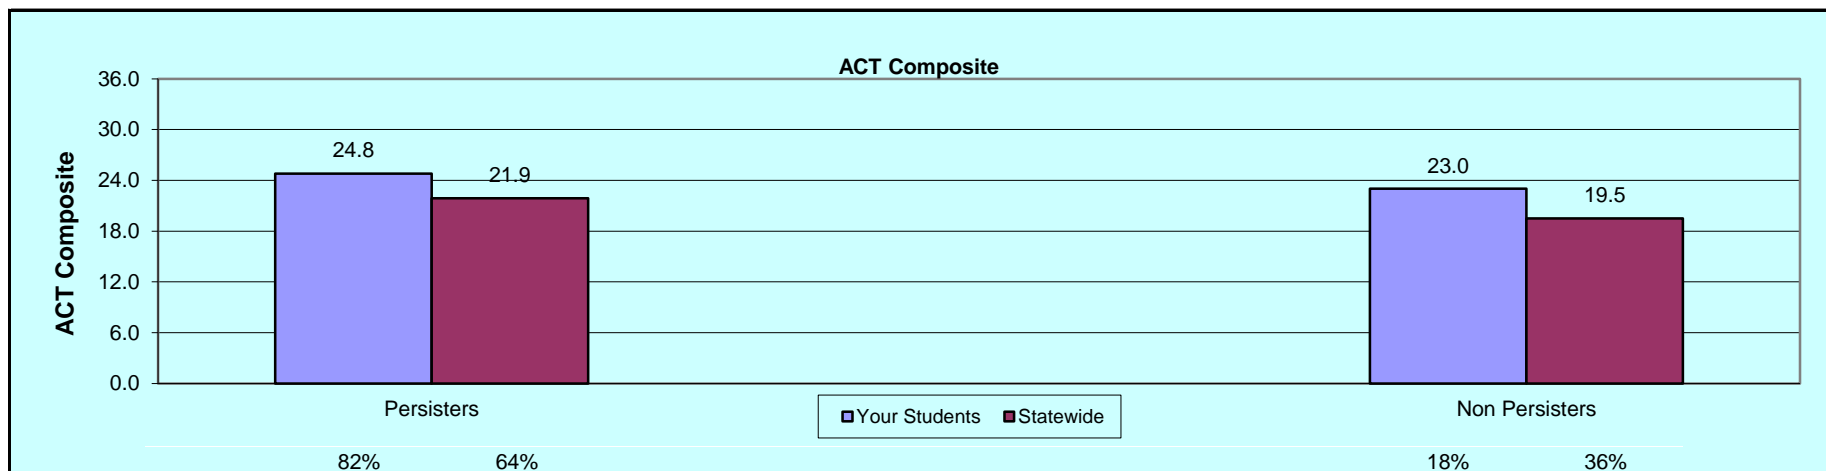 ACT Composite
36.0
30.0
24.0
18.0
12.0
6.0
0.0
ACT Composite
24.8
21.9
23.0
19.5
Persisters
Non Persisters
Your Students Statewide
82% 64% 18% 36%